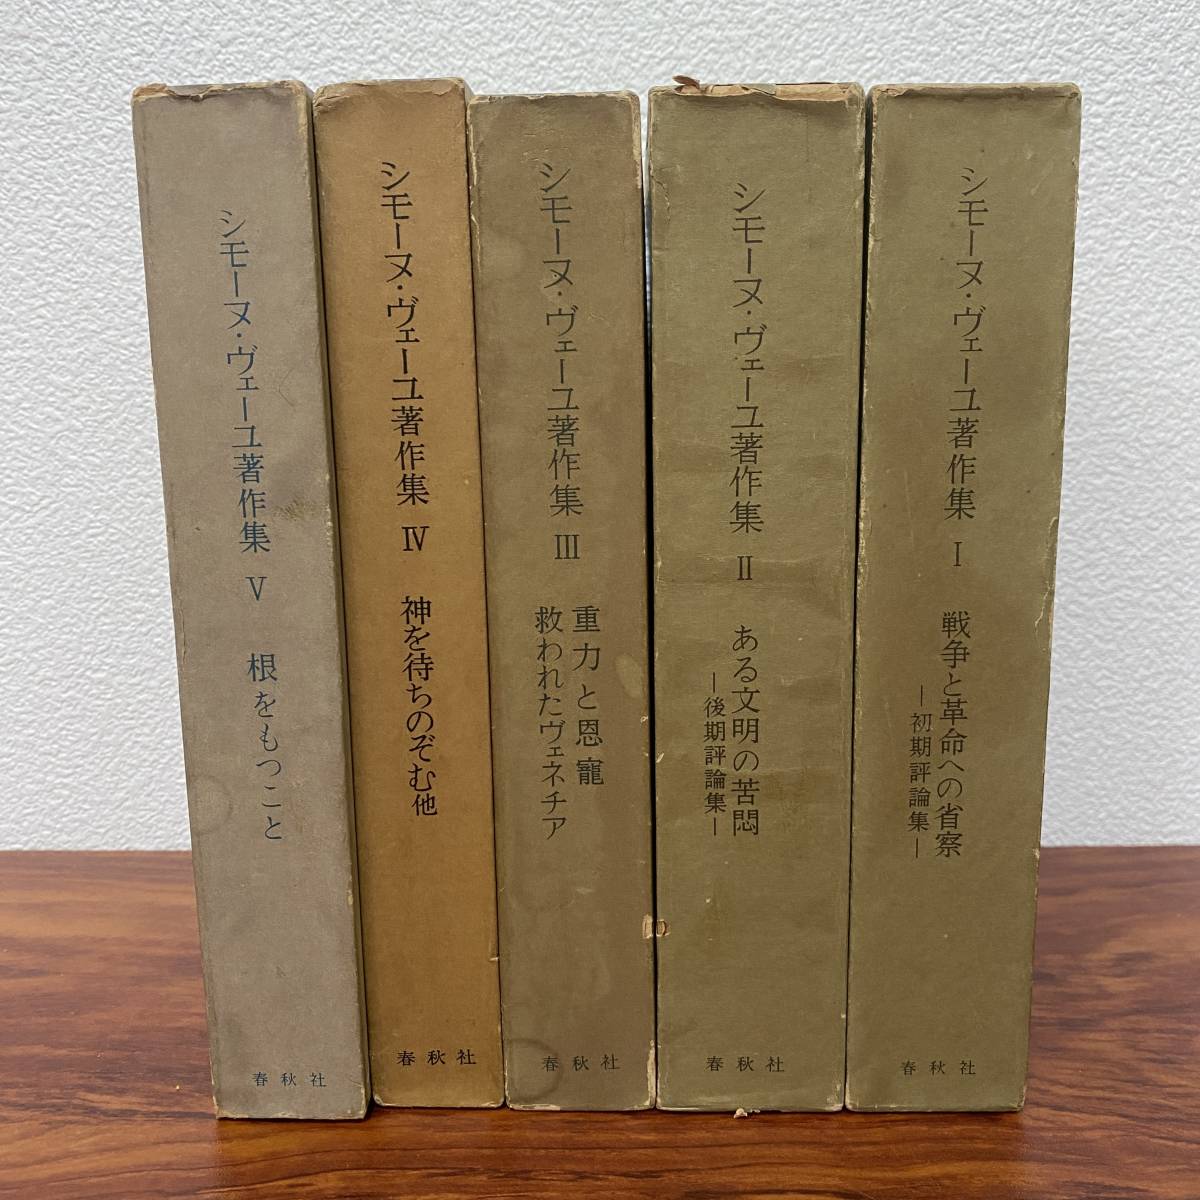 シモーヌ・ヴェーユ著作集 V 根をもつこと
春秋社
シモーヌ・ヴェーユ著作集 IV 神を待ちのぞむ他
春秋社
シモーヌ・ヴェーユ著作集 III 重力と恩寵
救われたヴェネチア
春秋社
シモーヌ・ヴェーユ著作集 II ある文明の苦悶
―後期評論集―
春秋社
シモーヌ・ヴェーユ著作集 I 戦争と革命への省察
―初期評論集―
春秋社